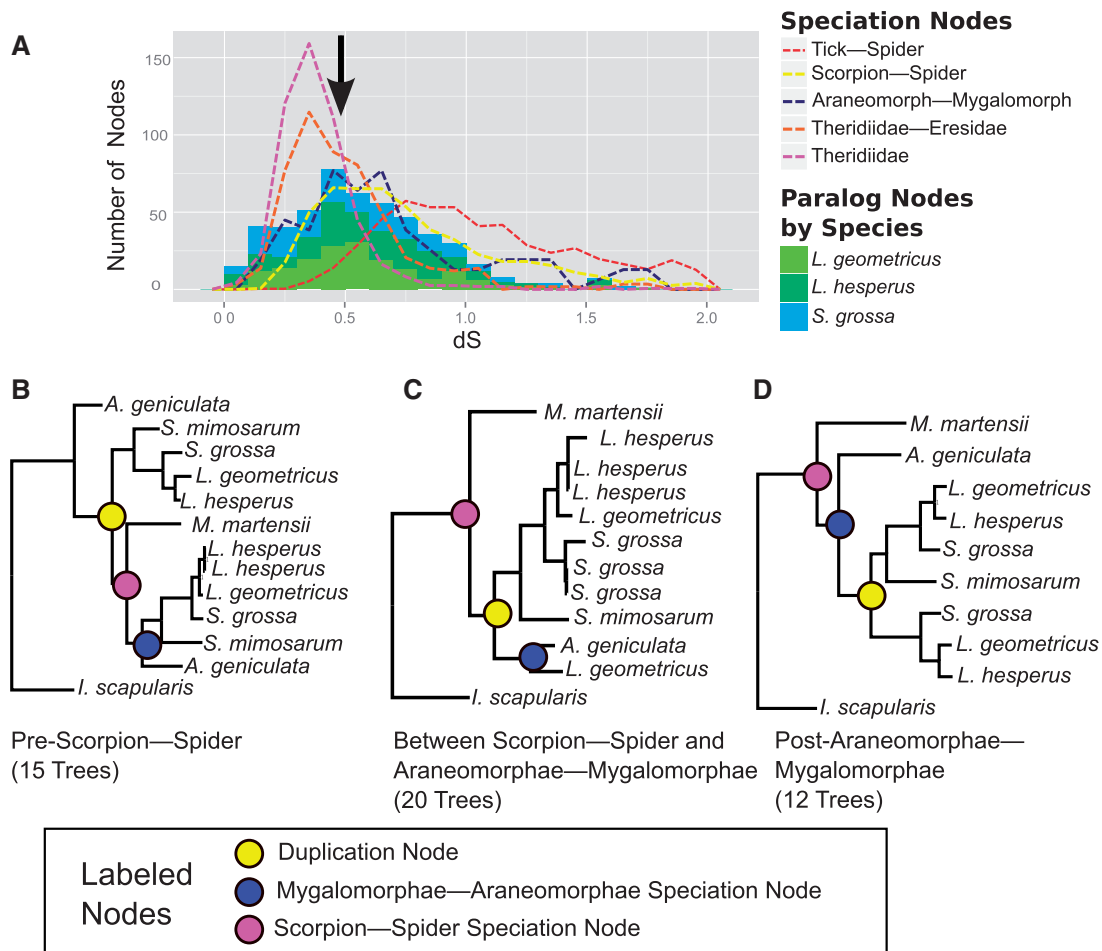 A
Number of Nodes
150
100
50
0
0 0
0.5
1.0
1.5
2.0
dS
Speciation Nodes
Tick—Spider
Scorpion—Spider
Araneomorph—Mygalomorph
Theridiidae—Eresidae
Theridiidae
Paralog Nodes
by Species
L. geometricus
L. hesperus
S. grossa
B
A. geniculata
S. mimosarum
S. grossa
L. geometricus
L. hesperus
M. martensii
L. hesperus
L. hesperus
L. geometricus
S. grossa
S. mimosarum
A. geniculata
I. scapularis
Pre-Scorpion—Spider
(15 Trees)
C
M. martensii
L. hesperus
L. hesperus
L. hesperus
L. geometricus
S. grossa
S. grossa
S. grossa
S. mimosarum
A. geniculata
L. geometricus
I. scapularis
Between Scorpion—Spider and
Araneomorphae—Mygalomorphae
(20 Trees)
D
M. martensii
A. geniculata
L. geometricus
L. hesperus
S. grossa
S. mimosarum
S. grossa
L. geometricus
L. hesperus
I. scapularis
Post-Araneomorphae—
Mygalomorphae
(12 Trees)
Labeled
Nodes
Duplication Node
Mygalomorphae—Araneomorphae Speciation Node
Scorpion—Spider Speciation Node